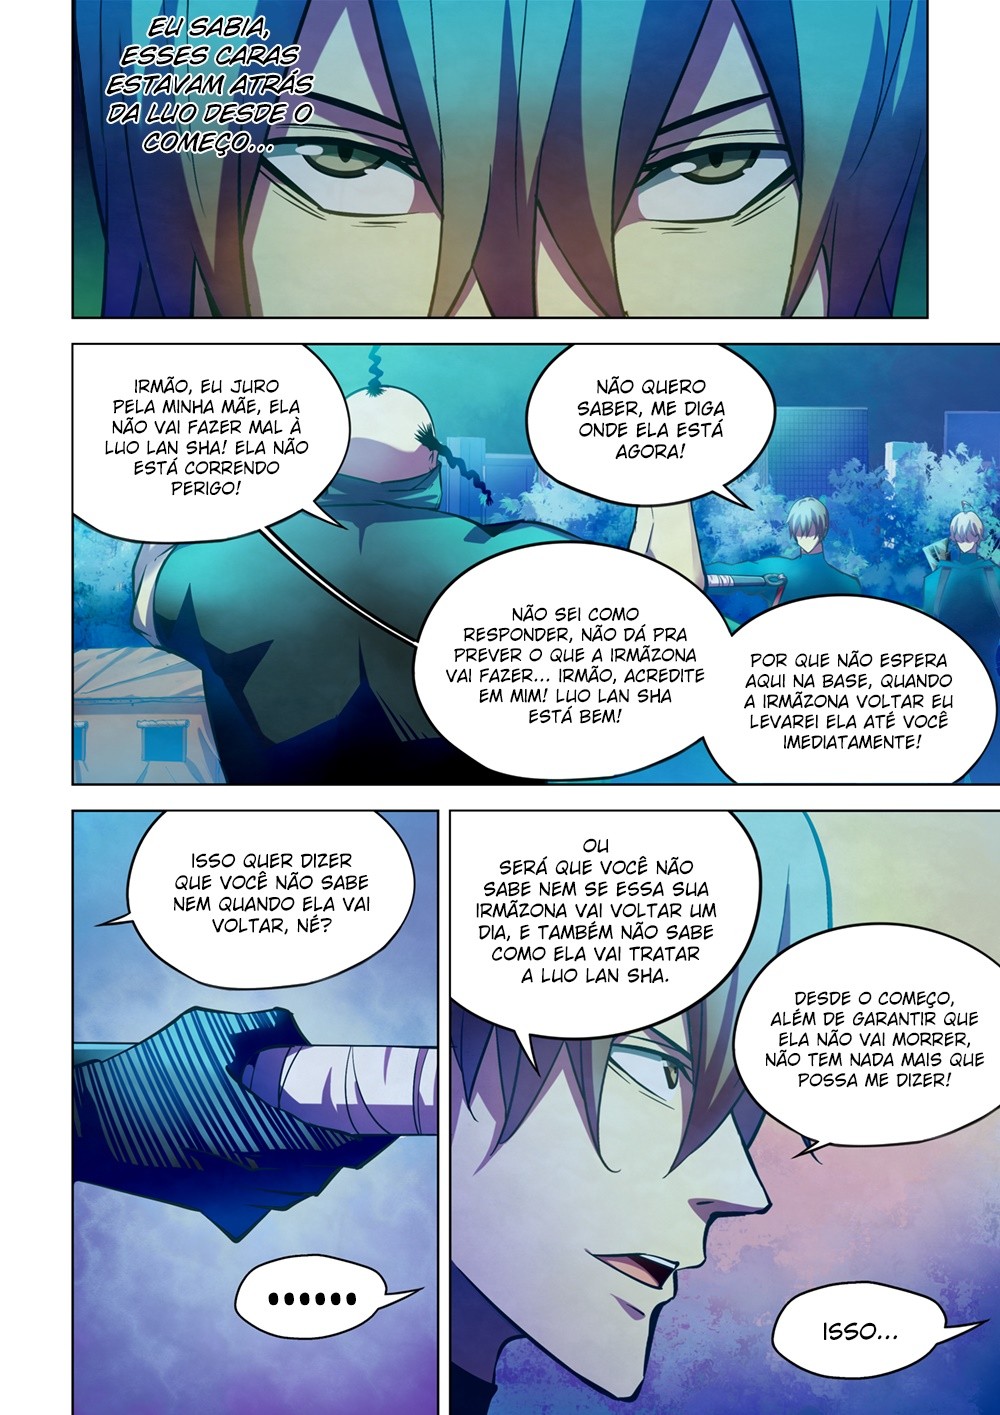 EU SABIA,
ESSES CARAS
ESTAVAM ATRÁS
DA LUO DESDE O
COMEÇO...
IRMÃO, EU JURO
PELA MINHA MÃE, ELA
NÃO VAI FAZER MAL À
LUO LAN SHA! ELA NÃO
ESTÁ CORRENDO
PERIGO!
NÃO QUERO
SABER, ME DIGA
ONDE ELA ESTÁ
AGORA!
NÃO SEI COMO
RESPONDER, NÃO DÁ PRA
PREVER O QUE A IRMÃZONA
VAI FAZER... IRMÃO, ACREDITE
EM MIM! LUO LAN SHA
ESTÁ BEM!
POR QUE NÃO ESPERA
AQUI NA BASE, QUANDO
A IRMÃZONA VOLTAR EU
LEVAREI ELA ATÉ VOCÊ
IMEDIATAMENTE!
ISSO QUER DIZER
QUE VOCÊ NÃO SABE
NEM QUANDO ELA VAI
VOLTAR, NÉ?
......
OU
SERÁ QUE VOCÊ NÃO
SABE NEM SE ESSA SUA
IRMÃZONA VAI VOLTAR UM
DIA, E TAMBÉM NÃO SABE
COMO ELA VAI TRATAR
A LUO LAN SHA.
DESDE O COMEÇO,
ALÉM DE GARANTIR QUE
ELA NÃO VAI MORRER,
NÃO TEM NADA MAIS QUE
POSSA ME DIZER!
ISSO...